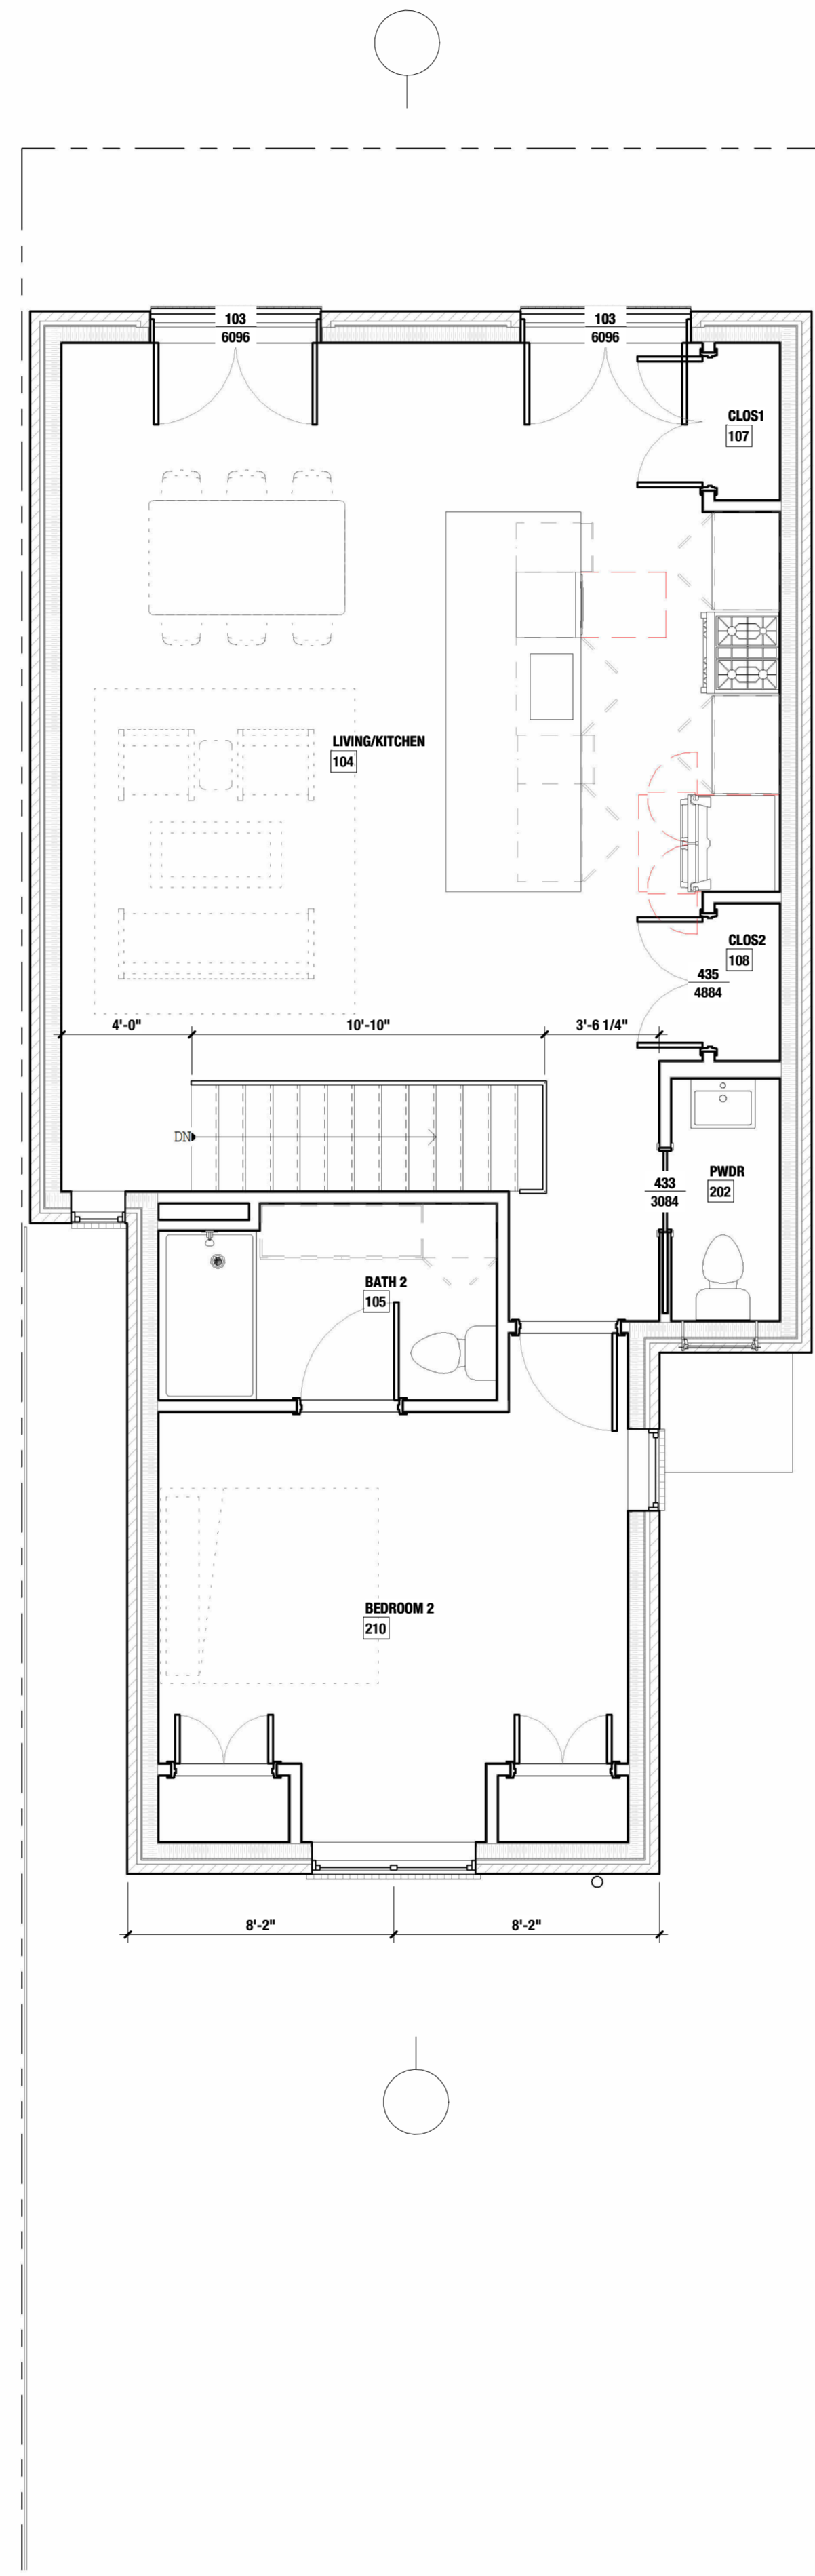 103
6096
103
6096
CLOS1
107
LIVING/KITCHEN
104
CLOS2
108
435
4884
4'-0"
10'-10"
3'-6 1/4"
DN
PWDR
202
433
3084
BATH 2
105
BEDROOM 2
210
8'-2"
8'-2"